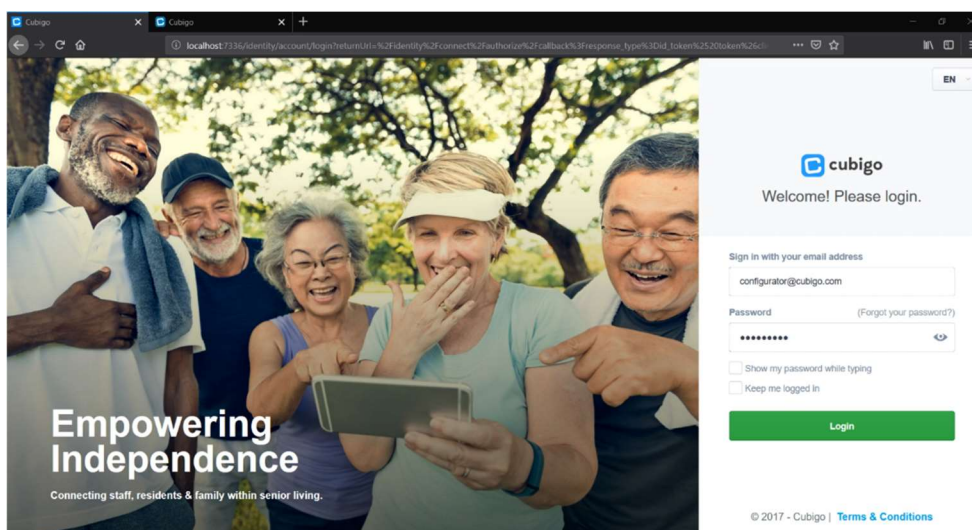 Cubigo
Cubigo
localhost:7336/identity/account/login?returnUrl=%2Fidentity%2Fconnect%2Fauthorize%2Fcallback%3Fresponse_type%3Did_token%2520token%26cli
EN
cubigo
Welcome! Please login.
Sign in with your email address
configurator@cubigo.com
Password (Forgot your password?)
Show my password while typing
Keep me logged in
Login
Empowering
Independence
Connecting staff, residents & family within senior living.
© 2017 - Cubigo | Terms & Conditions